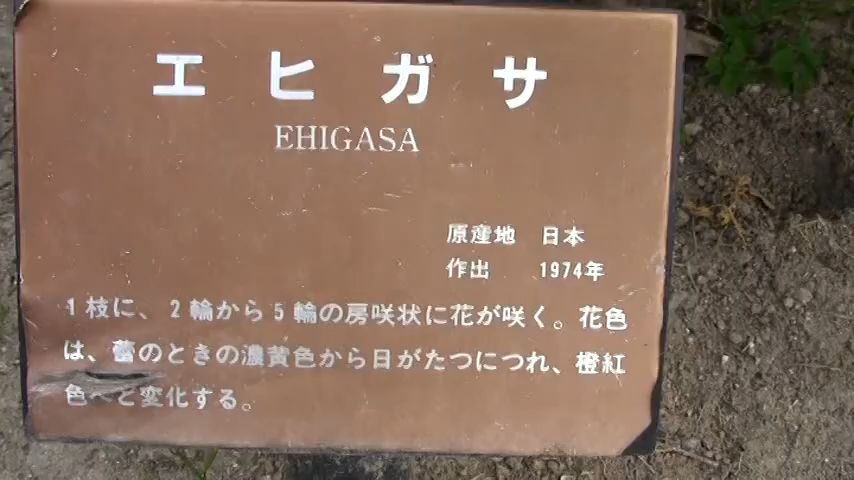 エヒガサ
EHIGASA
原産地 日本
作出 1974年
1枝に、2輪から5輪の房咲状に花が咲く。花色
は、蕾のときの濃黄色から日がたつにつれ、橙紅
色へと変化する。